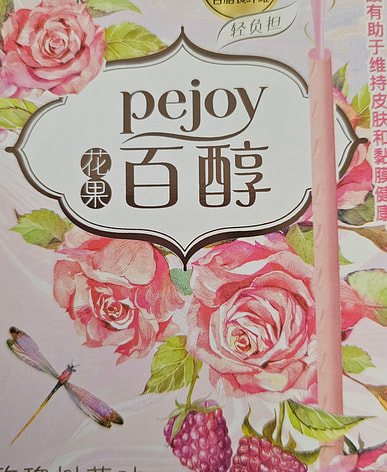 轻负担
有助于维持皮肤和黏膜健康
pejoy
花果
百醇